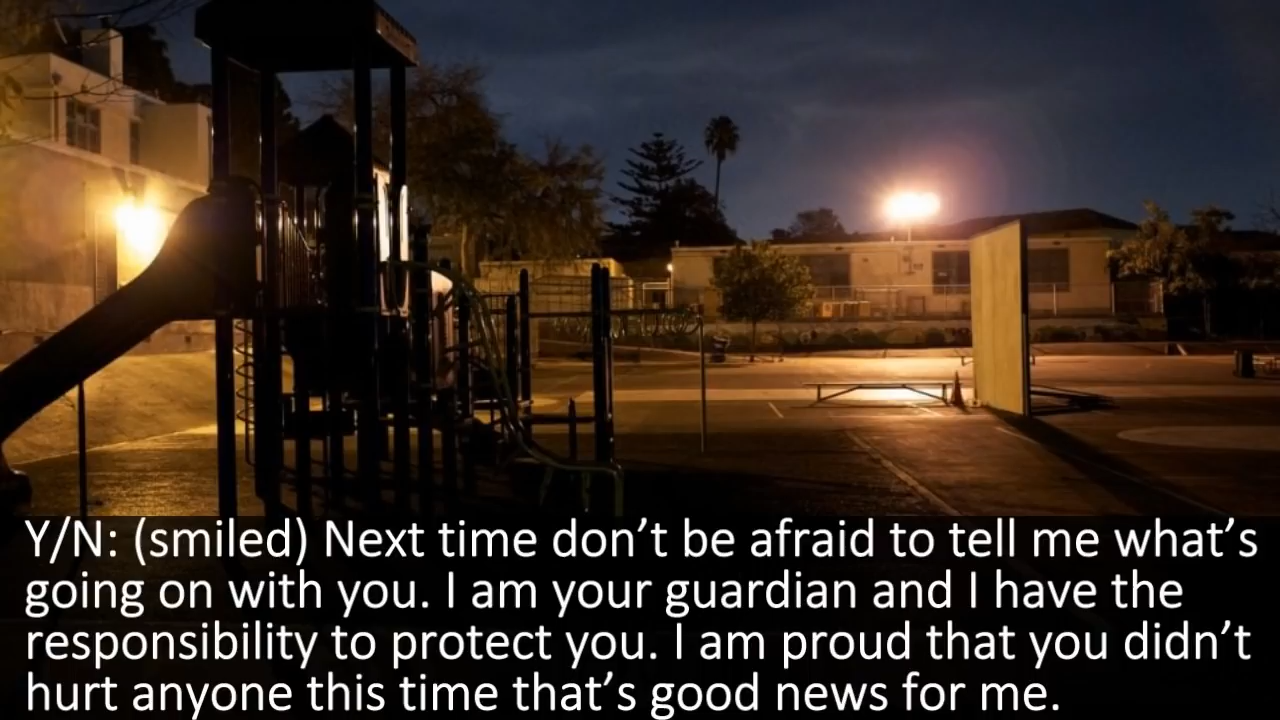 Y/N: (smiled) Next time don’t be afraid to tell me what’s
going on with you. I am your guardian and I have the
responsibility to protect you. I am proud that you didn’t
hurt anyone this time that’s good news for me.